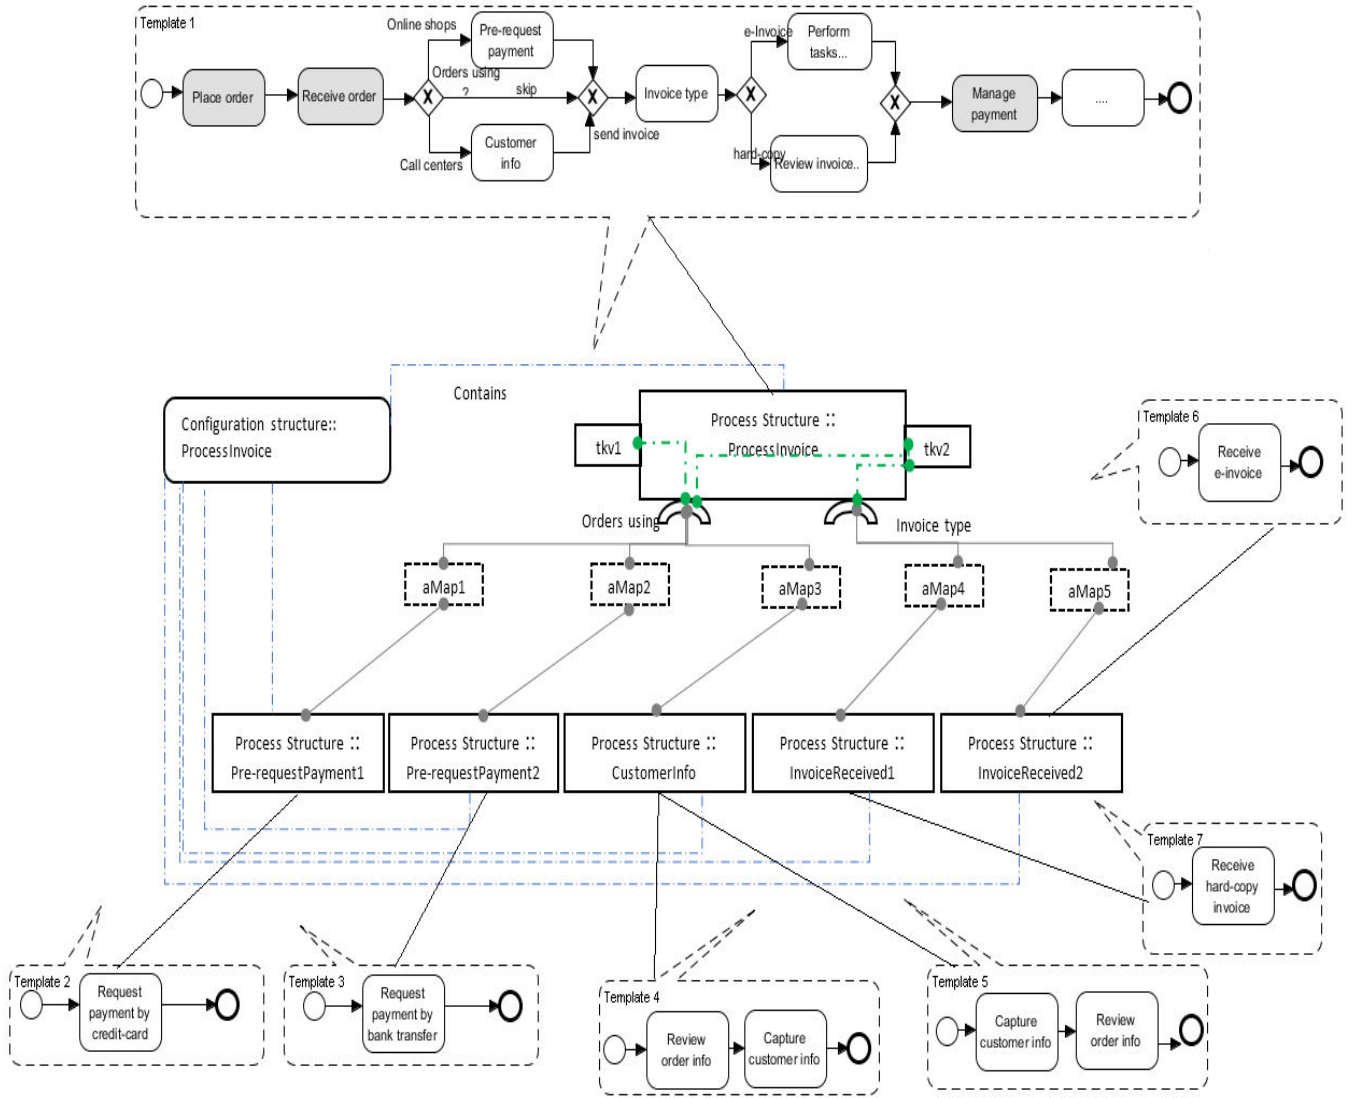 Template 1
Online shops
Pre-request
payment
e-Invoice
Perform
tasks...
Place order
Receive order
Orders using
?
skip
Invoice type
Manage
payment
....
Call centers
Customer
info
send invoice
hard-copy
Review invoice..
Contains
Configuration structure::
ProcessInvoice
Process Structure ::
ProcessInvoice
tkv1
tkv2
Template 6
Receive
e-invoice
Orders using
Invoice type
aMap1
aMap2
aMap3
aMap4
aMap5
Process Structure ::
Pre-requestPayment1
Process Structure ::
Pre-requestPayment2
Process Structure ::
CustomerInfo
Process Structure ::
InvoiceReceived1
Process Structure ::
InvoiceReceived2
Template 7
Receive
hard-copy
invoice
Template 2
Request
payment by
credit-card
Template 3
Request
payment by
bank transfer
Template 4
Review
order info
Capture
customer info
Template 5
Capture
customer info
Review
order info